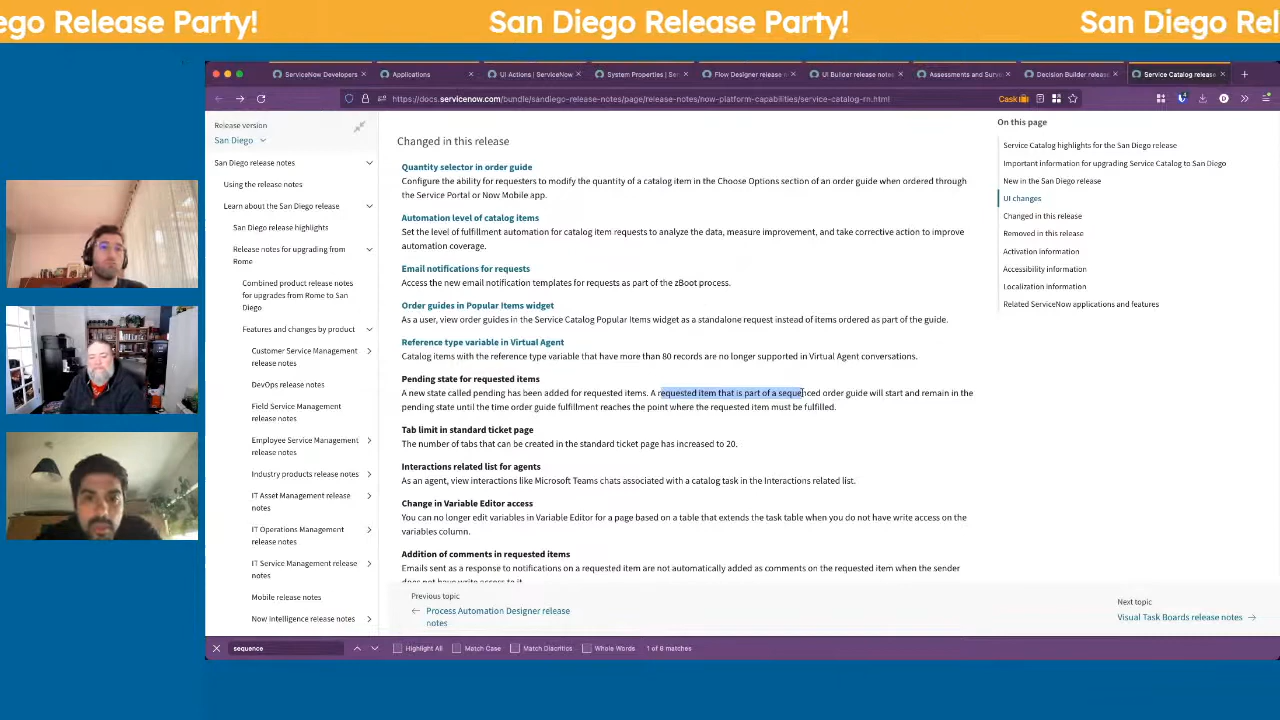 ego Release Party!
San Diego Release Party!
San Diego Rel
ServiceNow Developers
Applications
UI Actions | ServiceNow
System Properties | Ser
Flow Designer release n
UI Builder release note
Assessments and Surve
Decision Builder release
Service Catalog release
https://docs.servicenow.com/bundle/sandiego-release-notes/page/release-notes/now-platform-capabilities/service-catalog-rn.html
Cask
Release version
San Diego
San Diego release notes
Using the release notes
Learn about the San Diego release
San Diego release highlights
Release notes for upgrading from
Rome
Combined product release notes
for upgrades from Rome to San
Diego
Features and changes by product
Customer Service Management
release notes
DevOps release notes
Field Service Management
release notes
Employee Service Management
release notes
Industry products release notes
IT Asset Management release
notes
IT Operations Management
release notes
IT Service Management release
notes
Mobile release notes
Now Intelligence release notes
Changed in this release
Quantity selector in order guide
Configure the ability for requesters to modify the quantity of a catalog item in the Choose Options section of an order guide when ordered through
the Service Portal or Now Mobile app.
Automation level of catalog items
Set the level of fulfillment automation for catalog item requests to analyze the data, measure improvement, and take corrective action to improve
automation coverage.
Email notifications for requests
Access the new email notification templates for requests as part of the zBoot process.
Order guides in Popular Items widget
As a user, view order guides in the Service Catalog Popular Items widget as a standalone request instead of items ordered as part of the guide.
Reference type variable in Virtual Agent
Catalog items with the reference type variable that have more than 80 records are no longer supported in Virtual Agent conversations.
Pending state for requested items
A new state called pending has been added for requested items. A requested item that is part of a sequenced order guide will start and remain in the
pending state until the time order guide fulfillment reaches the point where the requested item must be fulfilled.
Tab limit in standard ticket page
The number of tabs that can be created in the standard ticket page has increased to 20.
Interactions related list for agents
As an agent, view interactions like Microsoft Teams chats associated with a catalog task in the Interactions related list.
Change in Variable Editor access
You can no longer edit variables in Variable Editor for a page based on a table that extends the task table when you do not have write access on the
variables column.
Addition of comments in requested items
Emails sent as a response to notifications on a requested item are not automatically added as comments on the requested item when the sender
does not have write access to it.
Previous topic
Process Automation Designer release
notes
Next topic
Visual Task Boards release notes
On this page
Service Catalog highlights for the San Diego release
Important information for upgrading Service Catalog to San Diego
New in the San Diego release
UI changes
Changed in this release
Removed in this release
Activation information
Accessibility information
Localization information
Related ServiceNow applications and features
sequence
Highlight All
Match Case
Match Diacritics
Whole Words
1 of 8 matches